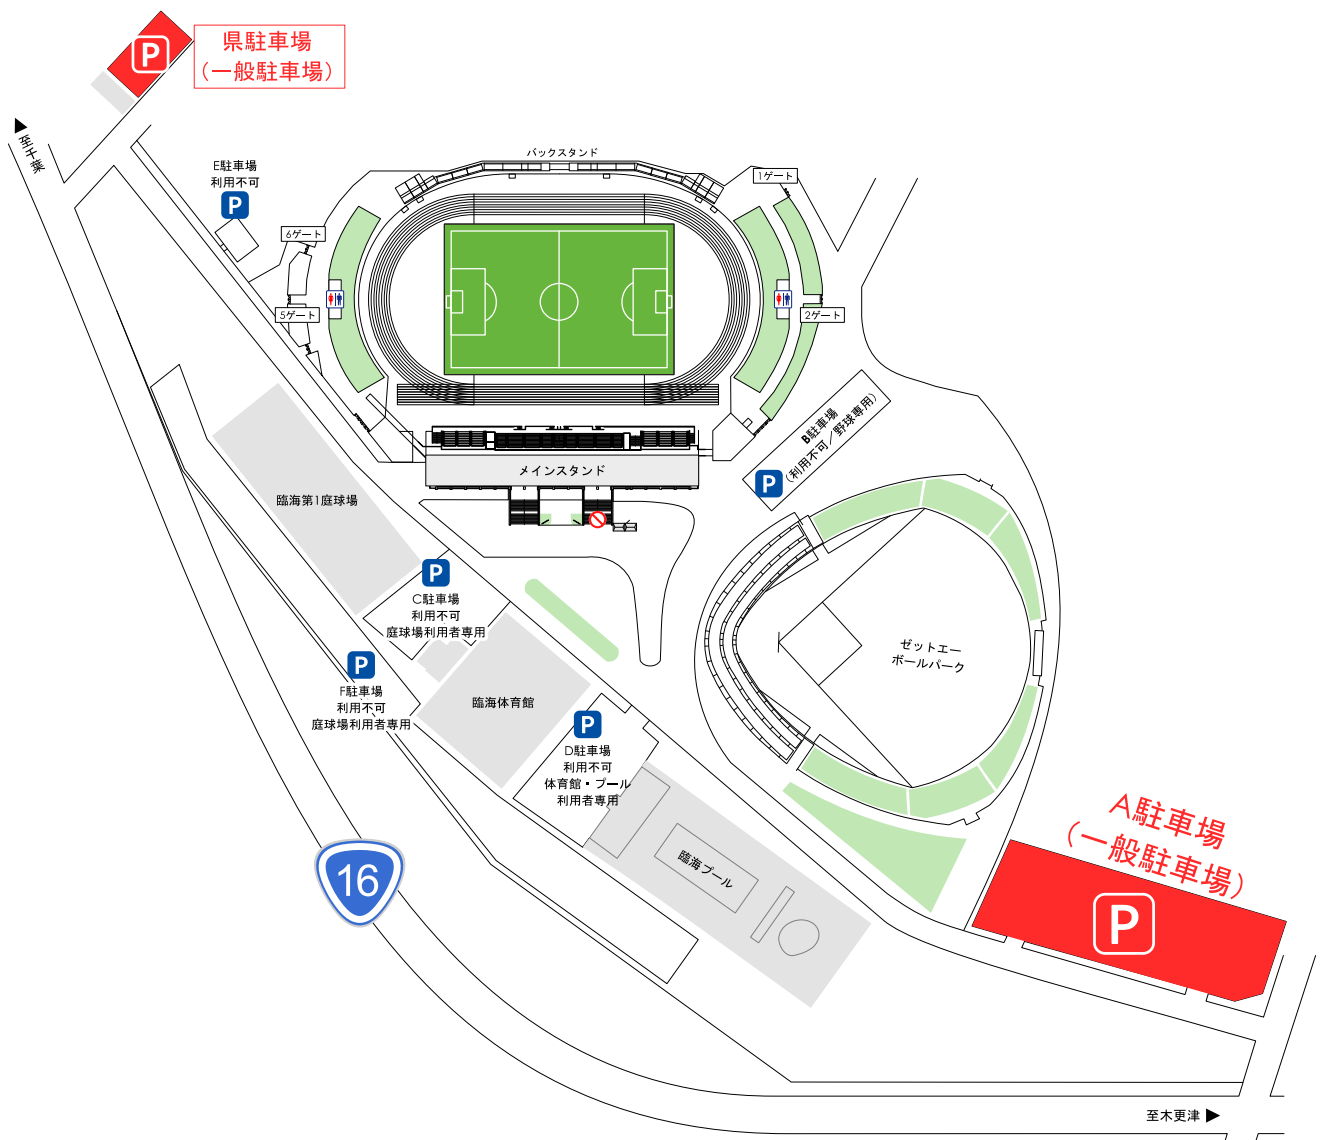 P
県駐車場
(一般駐車場)
至千葉
E駐車場
利用不可
P
バックスタンド
1ゲート
6ゲート
5ゲート
2ゲート
B駐車場
(利用不可/野球専用)
P
メインスタンド
臨海第1庭球場
P
C駐車場
利用不可
庭球場利用者専用
P
F駐車場
利用不可
庭球場利用者専用
臨海体育館
P
D駐車場
利用不可
体育館・プール
利用者専用
ゼットエー
ボールパーク
臨海プール
A駐車場
(一般駐車場)
P
16
至木更津